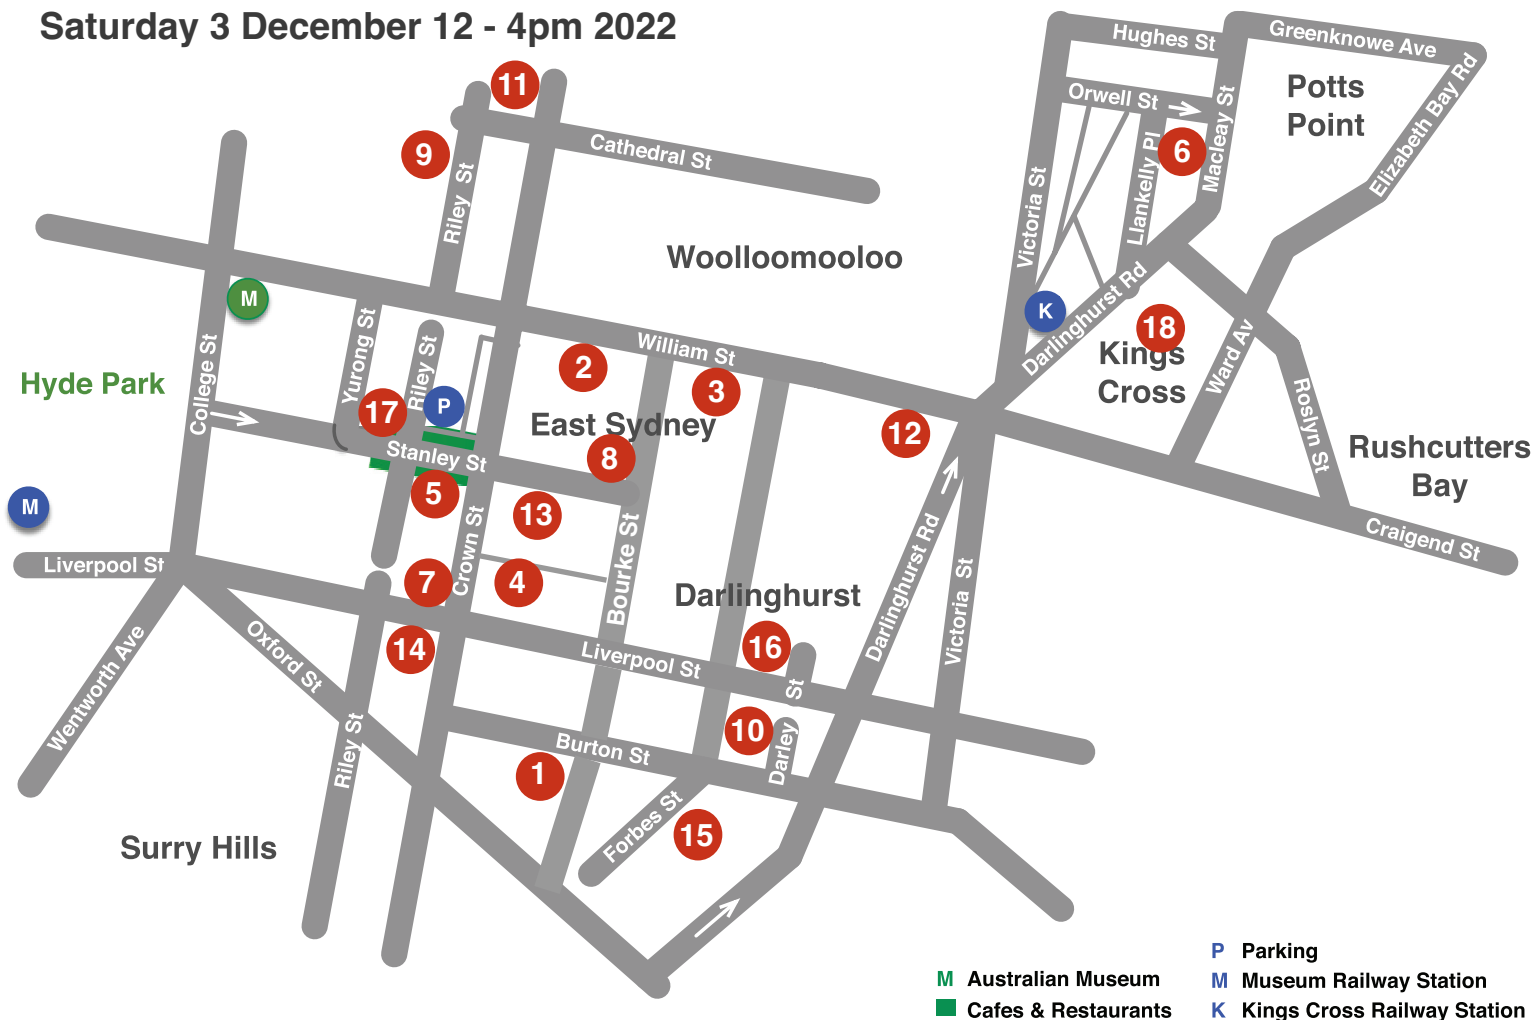 Saturday 3 December 12 - 4pm 2022
11
Hughes St
Greenknowe Ave
Orwell St
Potts
Point
Elizabeth Bay Rd
Macleay St
9
6
Cathedral St
Llankelly Pl
Riley St
Victoria St
Woolloomooloo
M
K
Darlinghurst Rd
18
Kings
Cross
Yurong St
Riley St
William St
Ward Av
College St
Hyde Park
2
3
P
17
12
Roslyn St
East Sydney
Rushcutters
Bay
8
Stanley St
5
M
13
Craigend St
Crown St
Bourke St
Darlinghurst Rd
Liverpool St
7
4
Darlinghurst
Victoria St
14
16
Liverpool St
Wentworth Ave
Oxford St
Darley St
10
Riley St
Burton St
1
Forbes St
15
Surry Hills
P Parking
M Australian Museum
M Museum Railway Station
Cafes & Restaurants
K Kings Cross Railway Station